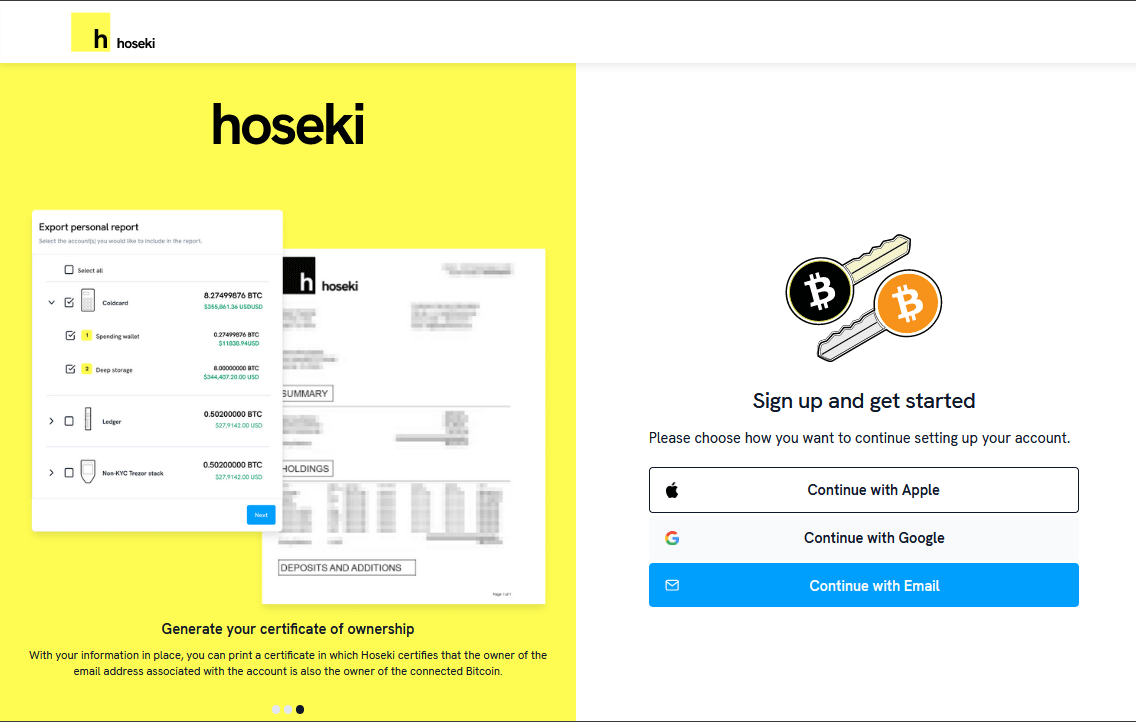 h hoseki
hoseki
Export personal report
Select the account(s) you would like to include in the report.
Select all
Coldcard
8.27499876 BTC
$355,861.36 USDUSD
1 Spending wallet
0.27499876 BTC
$11838.94USD
2 Deep storage
8.00000000 BTC
$344,487.20.00 USD
Ledger
0.50200000 BTC
$27,9142.00 USD
Non-KYC Trezor stack
0.50200000 BTC
$27,9142.00 USD
Next
h hoseki
SUMMARY
HOLDINGS
DEPOSITS AND ADDITIONS
Page 1 of 1
Generate your certificate of ownership
With your information in place, you can print a certificate in which Hoseki certifies that the owner of the
email address associated with the account is also the owner of the connected Bitcoin.
Sign up and get started
Please choose how you want to continue setting up your account.
Continue with Apple
Continue with Google
Continue with Email